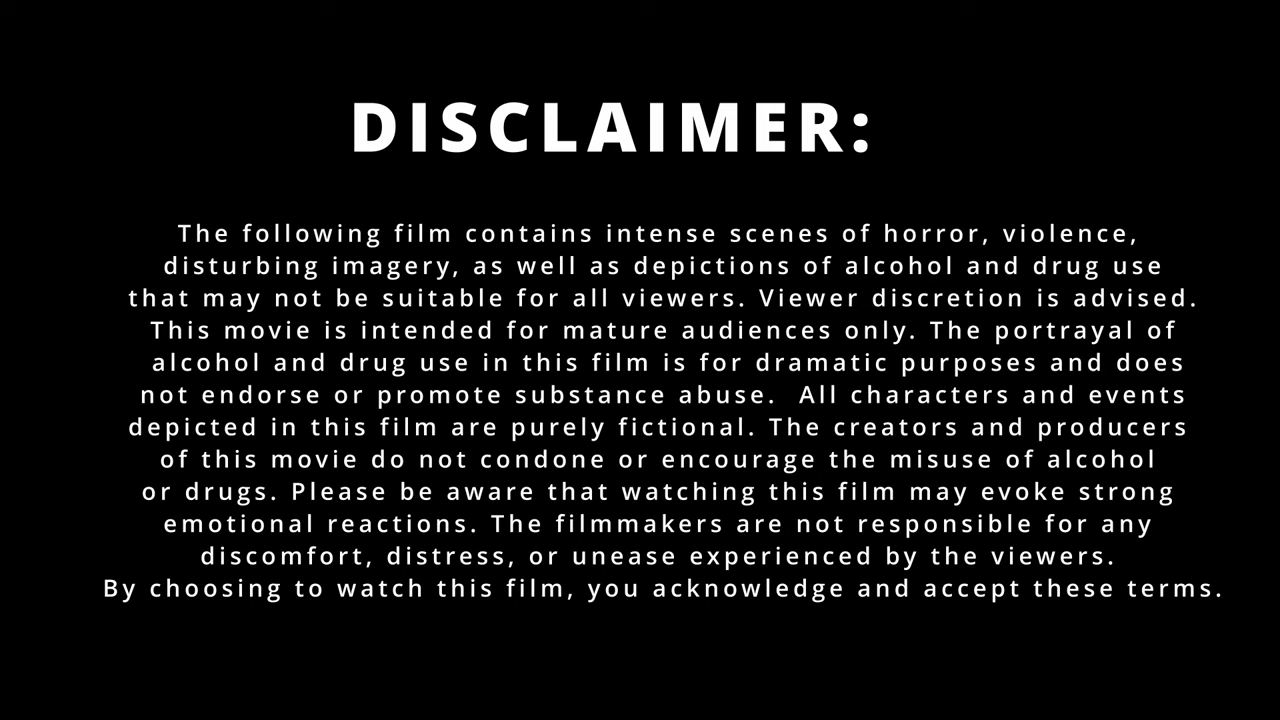 DISCLAIMER:
The following film contains intense scenes of horror, violence,
disturbing imagery, as well as depictions of alcohol and drug use
that may not be suitable for all viewers. Viewer discretion is advised.
This movie is intended for mature audiences only. The portrayal of
alcohol and drug use in this film is for dramatic purposes and does
not endorse or promote substance abuse.  All characters and events
depicted in this film are purely fictional. The creators and producers
of this movie do not condone or encourage the misuse of alcohol
or drugs. Please be aware that watching this film may evoke strong
emotional reactions. The filmmakers are not responsible for any
discomfort, distress, or unease experienced by the viewers.
By choosing to watch this film, you acknowledge and accept these terms.